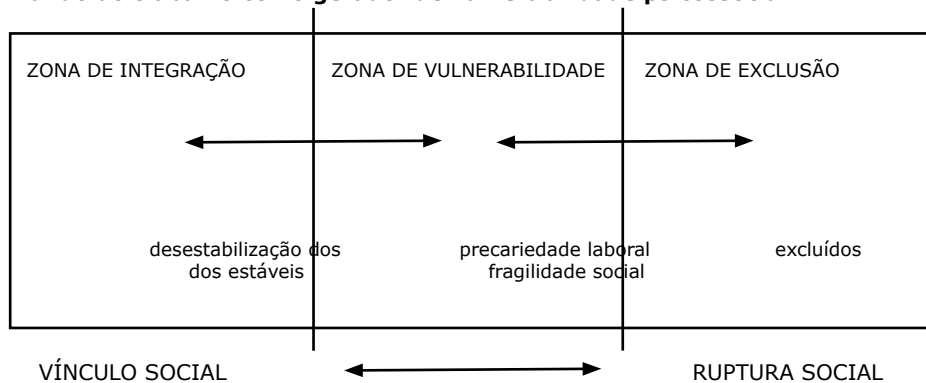 ZONA DE INTEGRAÇÃO
ZONA DE VULNERABILIDADE
ZONA DE EXCLUSÃO
desestabilização dos
dos estáveis
precariedade laboral
fragilidade social
excluídos
VÍNCULO SOCIAL
RUPTURA SOCIAL